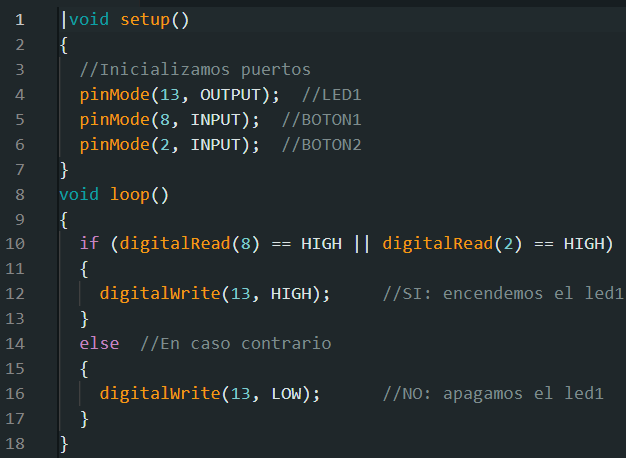 1 void setup()
2 {
3 //Inicializamos puertos
4 pinMode(13, OUTPUT); //LED1
5 pinMode(8, INPUT); //BOTON1
6 pinMode(2, INPUT); //BOTON2
7 }
8 void loop()
9 {
10 if (digitalRead(8) == HIGH || digitalRead(2) == HIGH)
11 {
12 digitalWrite(13, HIGH); //SI: encendemos el led1
13 }
14 else //En caso contrario
15 {
16 digitalWrite(13, LOW); //NO: apagamos el led1
17 }
18 }